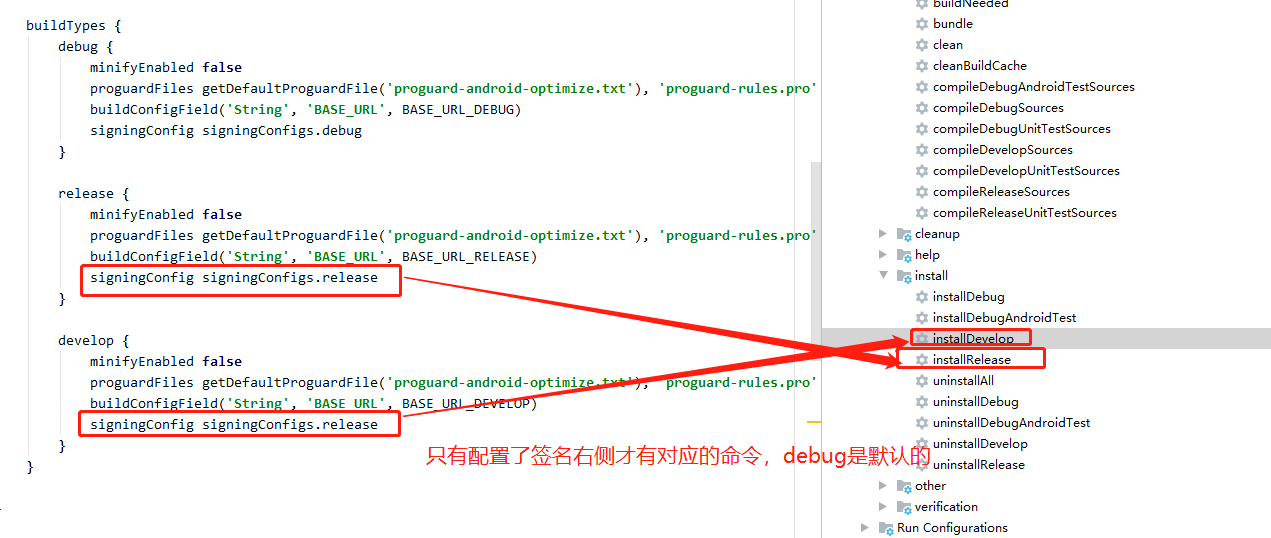 buildTypes {
debug {
minifyEnabled false
proguardFiles getDefaultProguardFile('proguard-android-optimize.txt'), 'proguard-rules.pro'
buildConfigField('String', 'BASE_URL', BASE_URL_DEBUG)
signingConfig signingConfigs.debug
}
release {
minifyEnabled false
proguardFiles getDefaultProguardFile('proguard-android-optimize.txt'), 'proguard-rules.pro'
buildConfigField('String', 'BASE_URL', BASE_URL_RELEASE)
signingConfig signingConfigs.release
}
develop {
minifyEnabled false
proguardFiles getDefaultProguardFile('proguard-android-optimize.txt'), 'proguard-rules.pro'
buildConfigField('String', 'BASE_URL', BASE_URL_DEVELOP)
signingConfig signingConfigs.release
}
}
只有配置了签名右侧才有对应的命令，debug是默认的
buildNeeded
bundle
clean
cleanBuildCache
compileDebugAndroidTestSources
compileDebugSources
compileDebugUnitTestSources
compileDevelopSources
compileDevelopUnitTestSources
compileReleaseSources
compileReleaseUnitTestSources
cleanup
help
install
installDebug
installDebugAndroidTest
installDevelop
installRelease
uninstallAll
uninstallDebug
uninstallDebugAndroidTest
uninstallDevelop
uninstallRelease
other
verification
Run Configurations